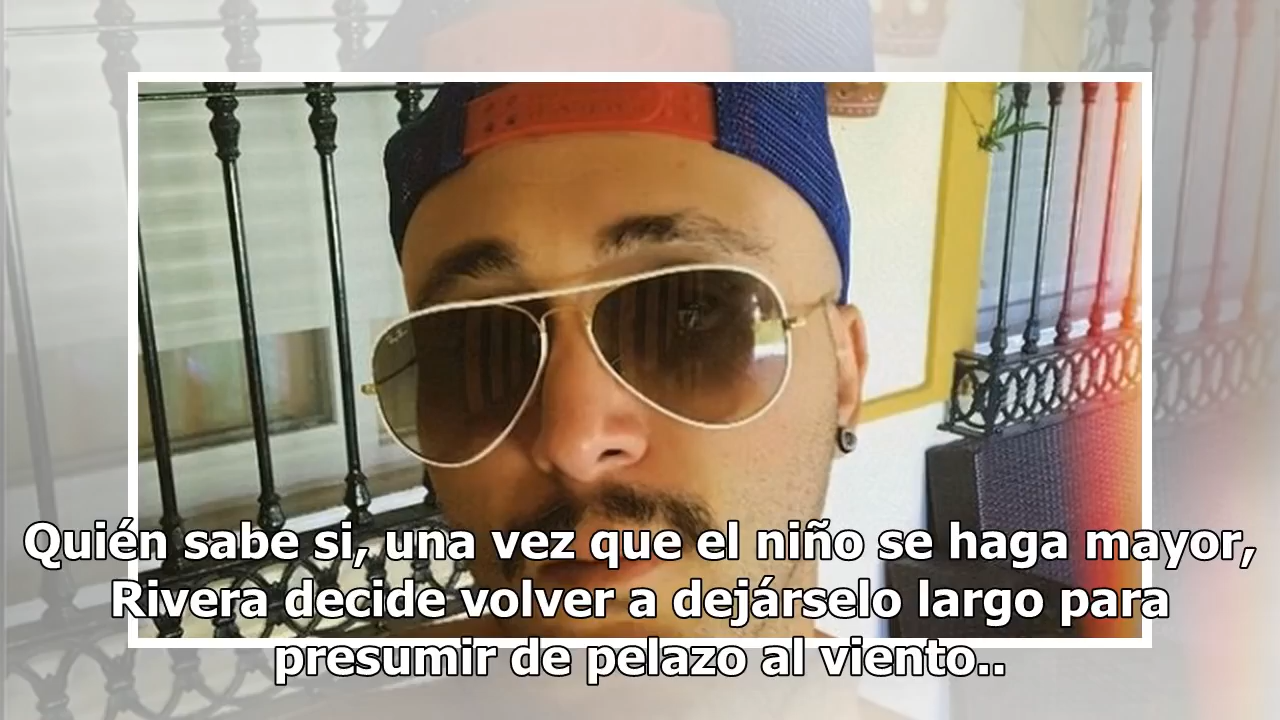 Quién sabe si, una vez que el niño se haga mayor,
Rivera decide volver a dejárselo largo para
presumir de pelazo al viento..